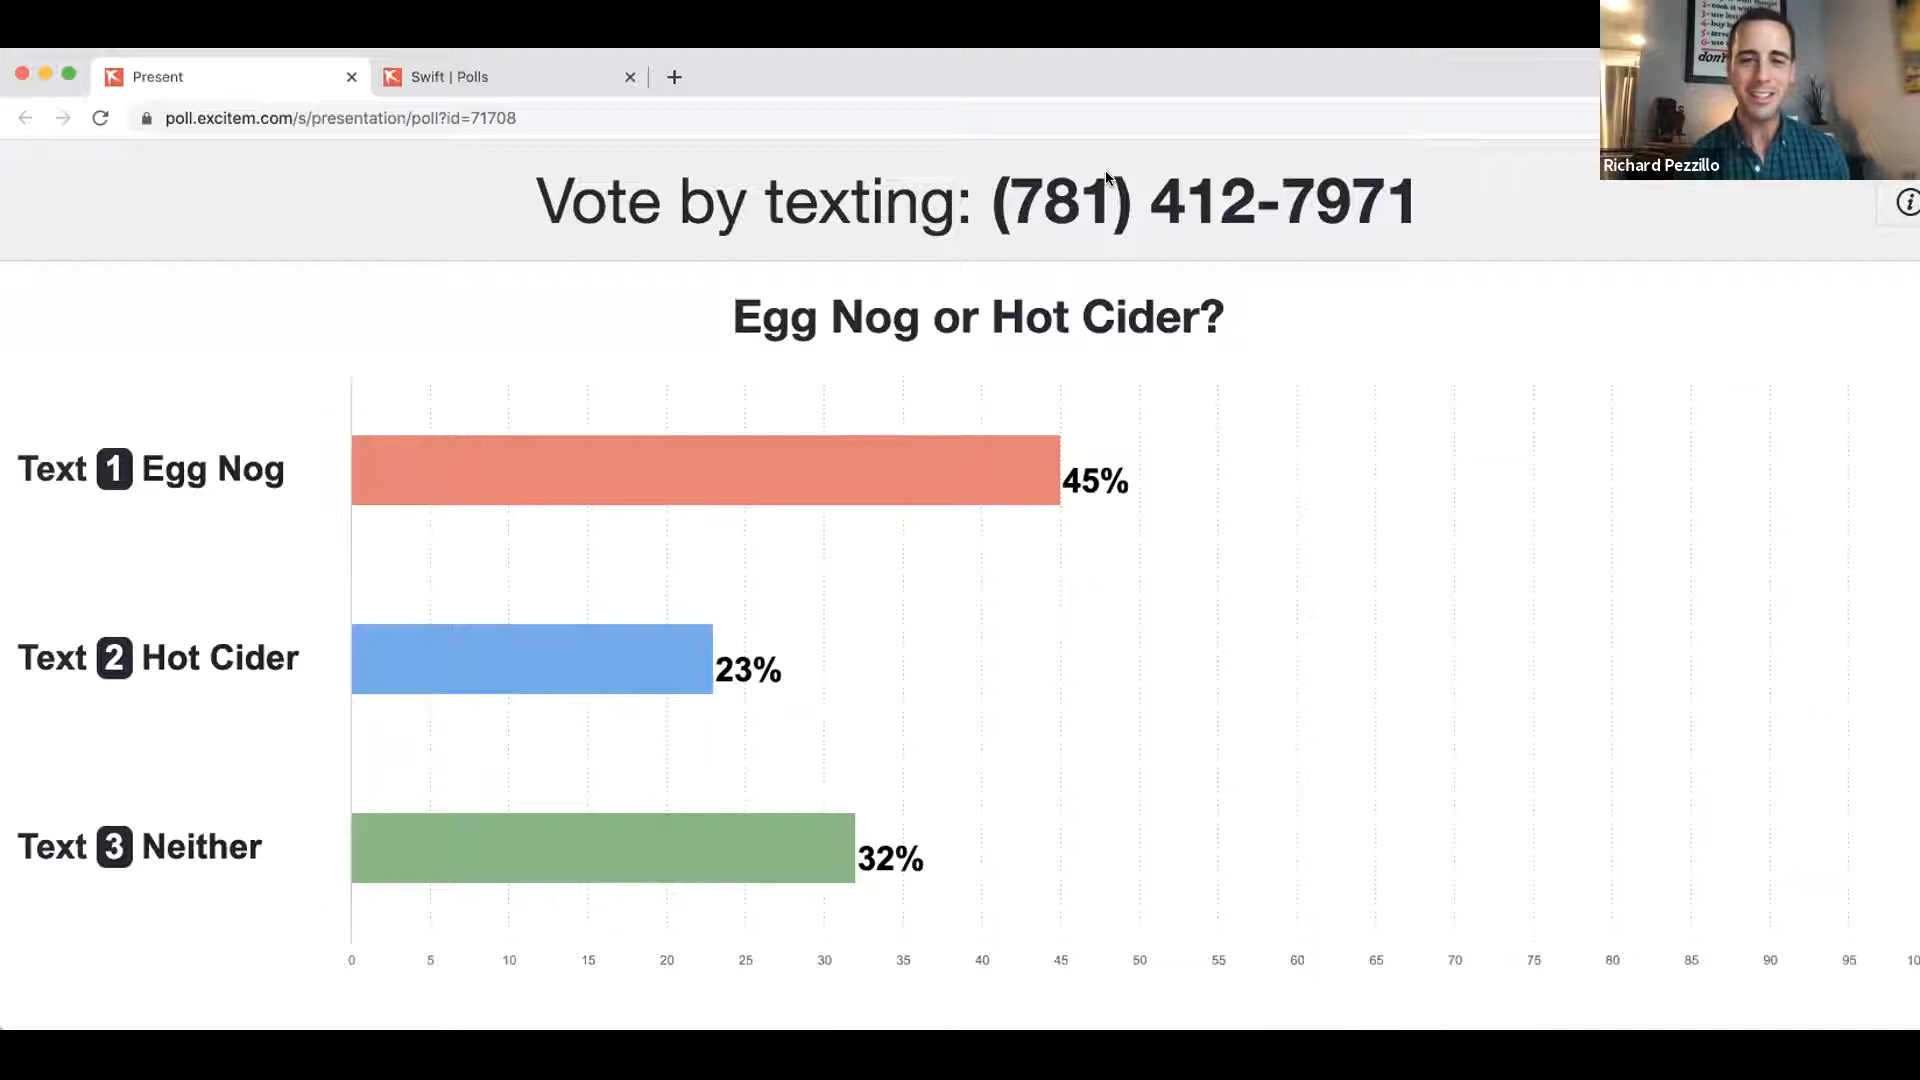 Present
Swift | Polls
poll.excitem.com/s/presentation/poll?id=71708
don't
Richard Pezzillo
Vote by texting: (781) 412-7971
Egg Nog or Hot Cider?
Text 1 Egg Nog
45%
Text 2 Hot Cider
23%
Text 3 Neither
32%
0 5 10 15 20 25 30 35 40 45 50 55 60 65 70 75 80 85 90 95 10